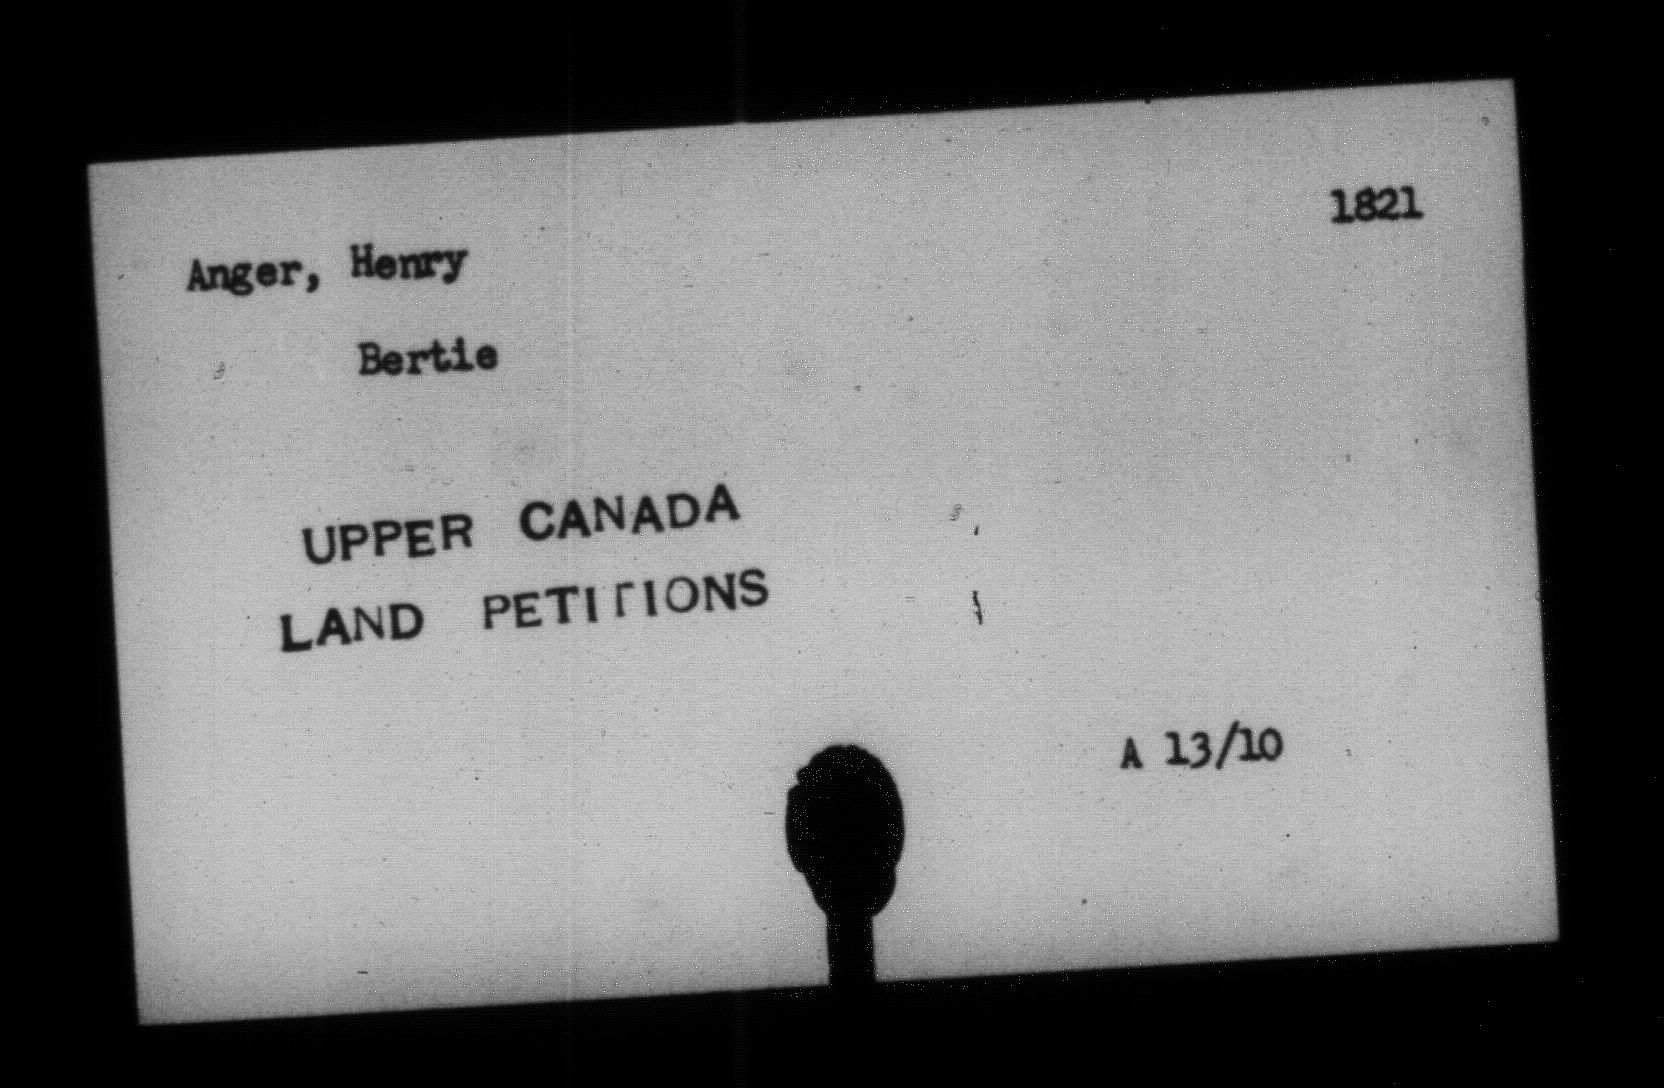 1821
Anger, Henry
Bertie
UPPER CANADA
LAND PETITIONS
A 13/10